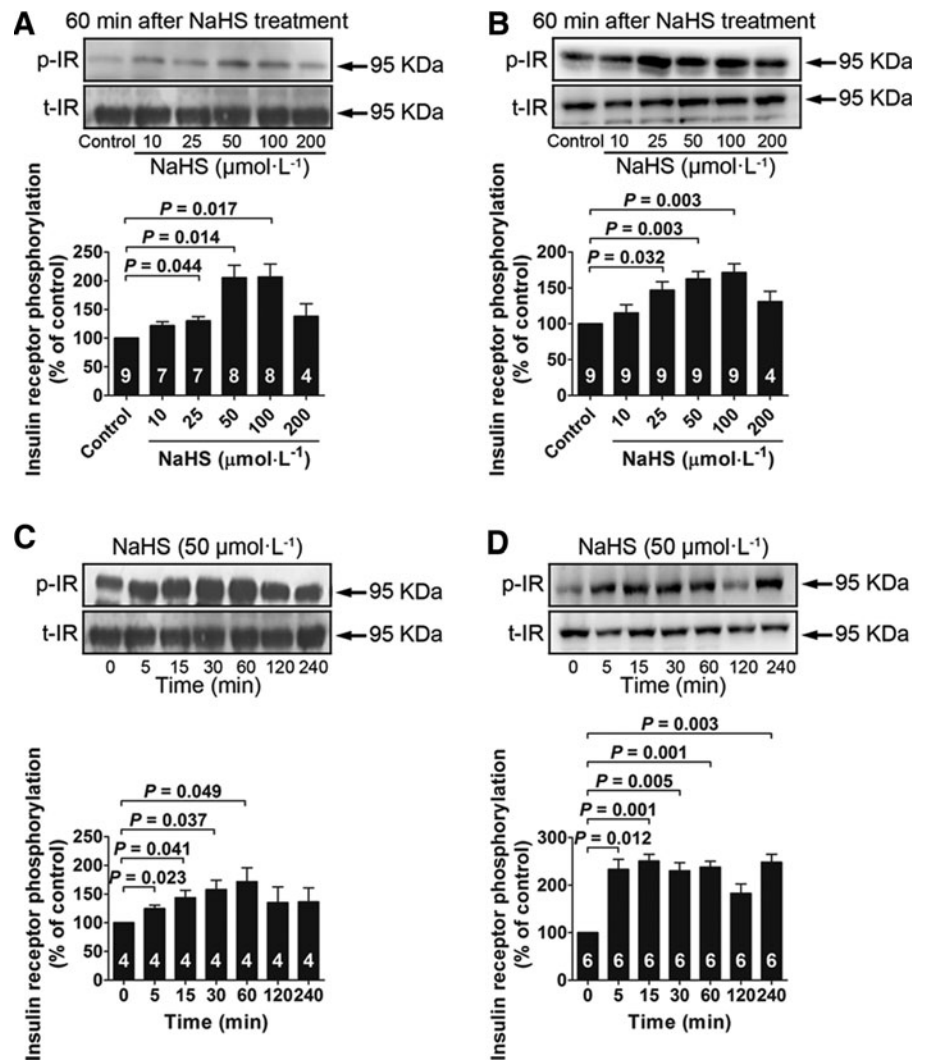 A
60 min after NaHS treatment
p-IR
95 KDa
t-IR
95 KDa
Control 10 25 50 100 200
NaHS (µmol·L⁻¹)
Insulin receptor phosphorylation
(% of control)
P = 0.017
P = 0.014
P = 0.044
250
200
150
100
50
0
9 7 7 8 8 4
Control 10 25 50 100 200
NaHS (µmol·L⁻¹)
B
60 min after NaHS treatment
p-IR
95 KDa
t-IR
95 KDa
Control 10 25 50 100 200
NaHS (µmol·L⁻¹)
Insulin receptor phosphorylation
(% of control)
P = 0.003
P = 0.003
P = 0.032
200
150
100
50
0
9 9 9 9 9 4
Control 10 25 50 100 200
NaHS (µmol·L⁻¹)
C
NaHS (50 µmol·L⁻¹)
p-IR
95 KDa
t-IR
95 KDa
0 5 15 30 60 120 240
Time (min)
Insulin receptor phosphorylation
(% of control)
P = 0.049
P = 0.037
P = 0.041
P = 0.023
250
200
150
100
50
0
4 4 4 4 4 4 4
0 5 15 30 60 120 240
Time (min)
D
NaHS (50 µmol·L⁻¹)
p-IR
95 KDa
t-IR
95 KDa
0 5 15 30 60 120 240
Time (min)
Insulin receptor phosphorylation
(% of control)
P = 0.003
P = 0.001
P = 0.005
P = 0.001
P = 0.012
300
200
100
0
6 6 6 6 6 6 6
0 5 15 30 60 120 240
Time (min)